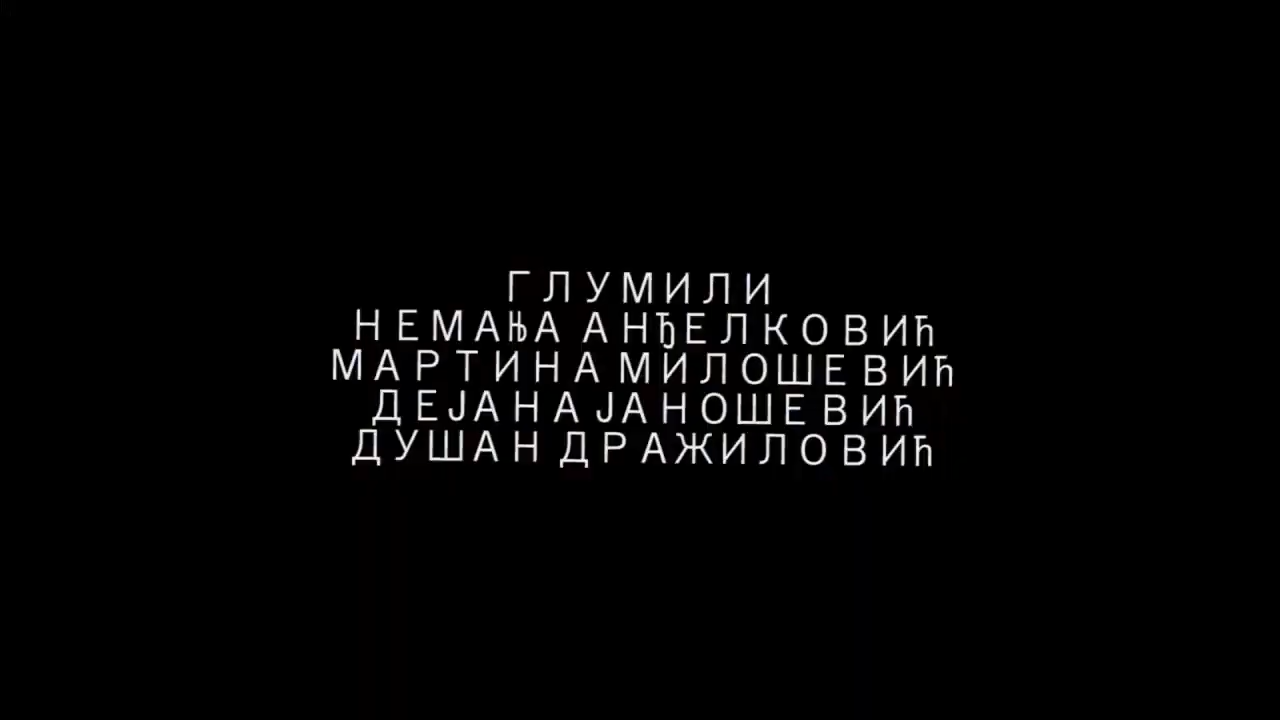 ГЛУМИЛИ
НЕМАЊА АНЂЕЛКОВИЋ
МАРТИНА МИЛОШЕВИЋ
ДЕЈАНА ЈАНОШЕВИЋ
ДУШАН ДРАЖИЛОВИЋ